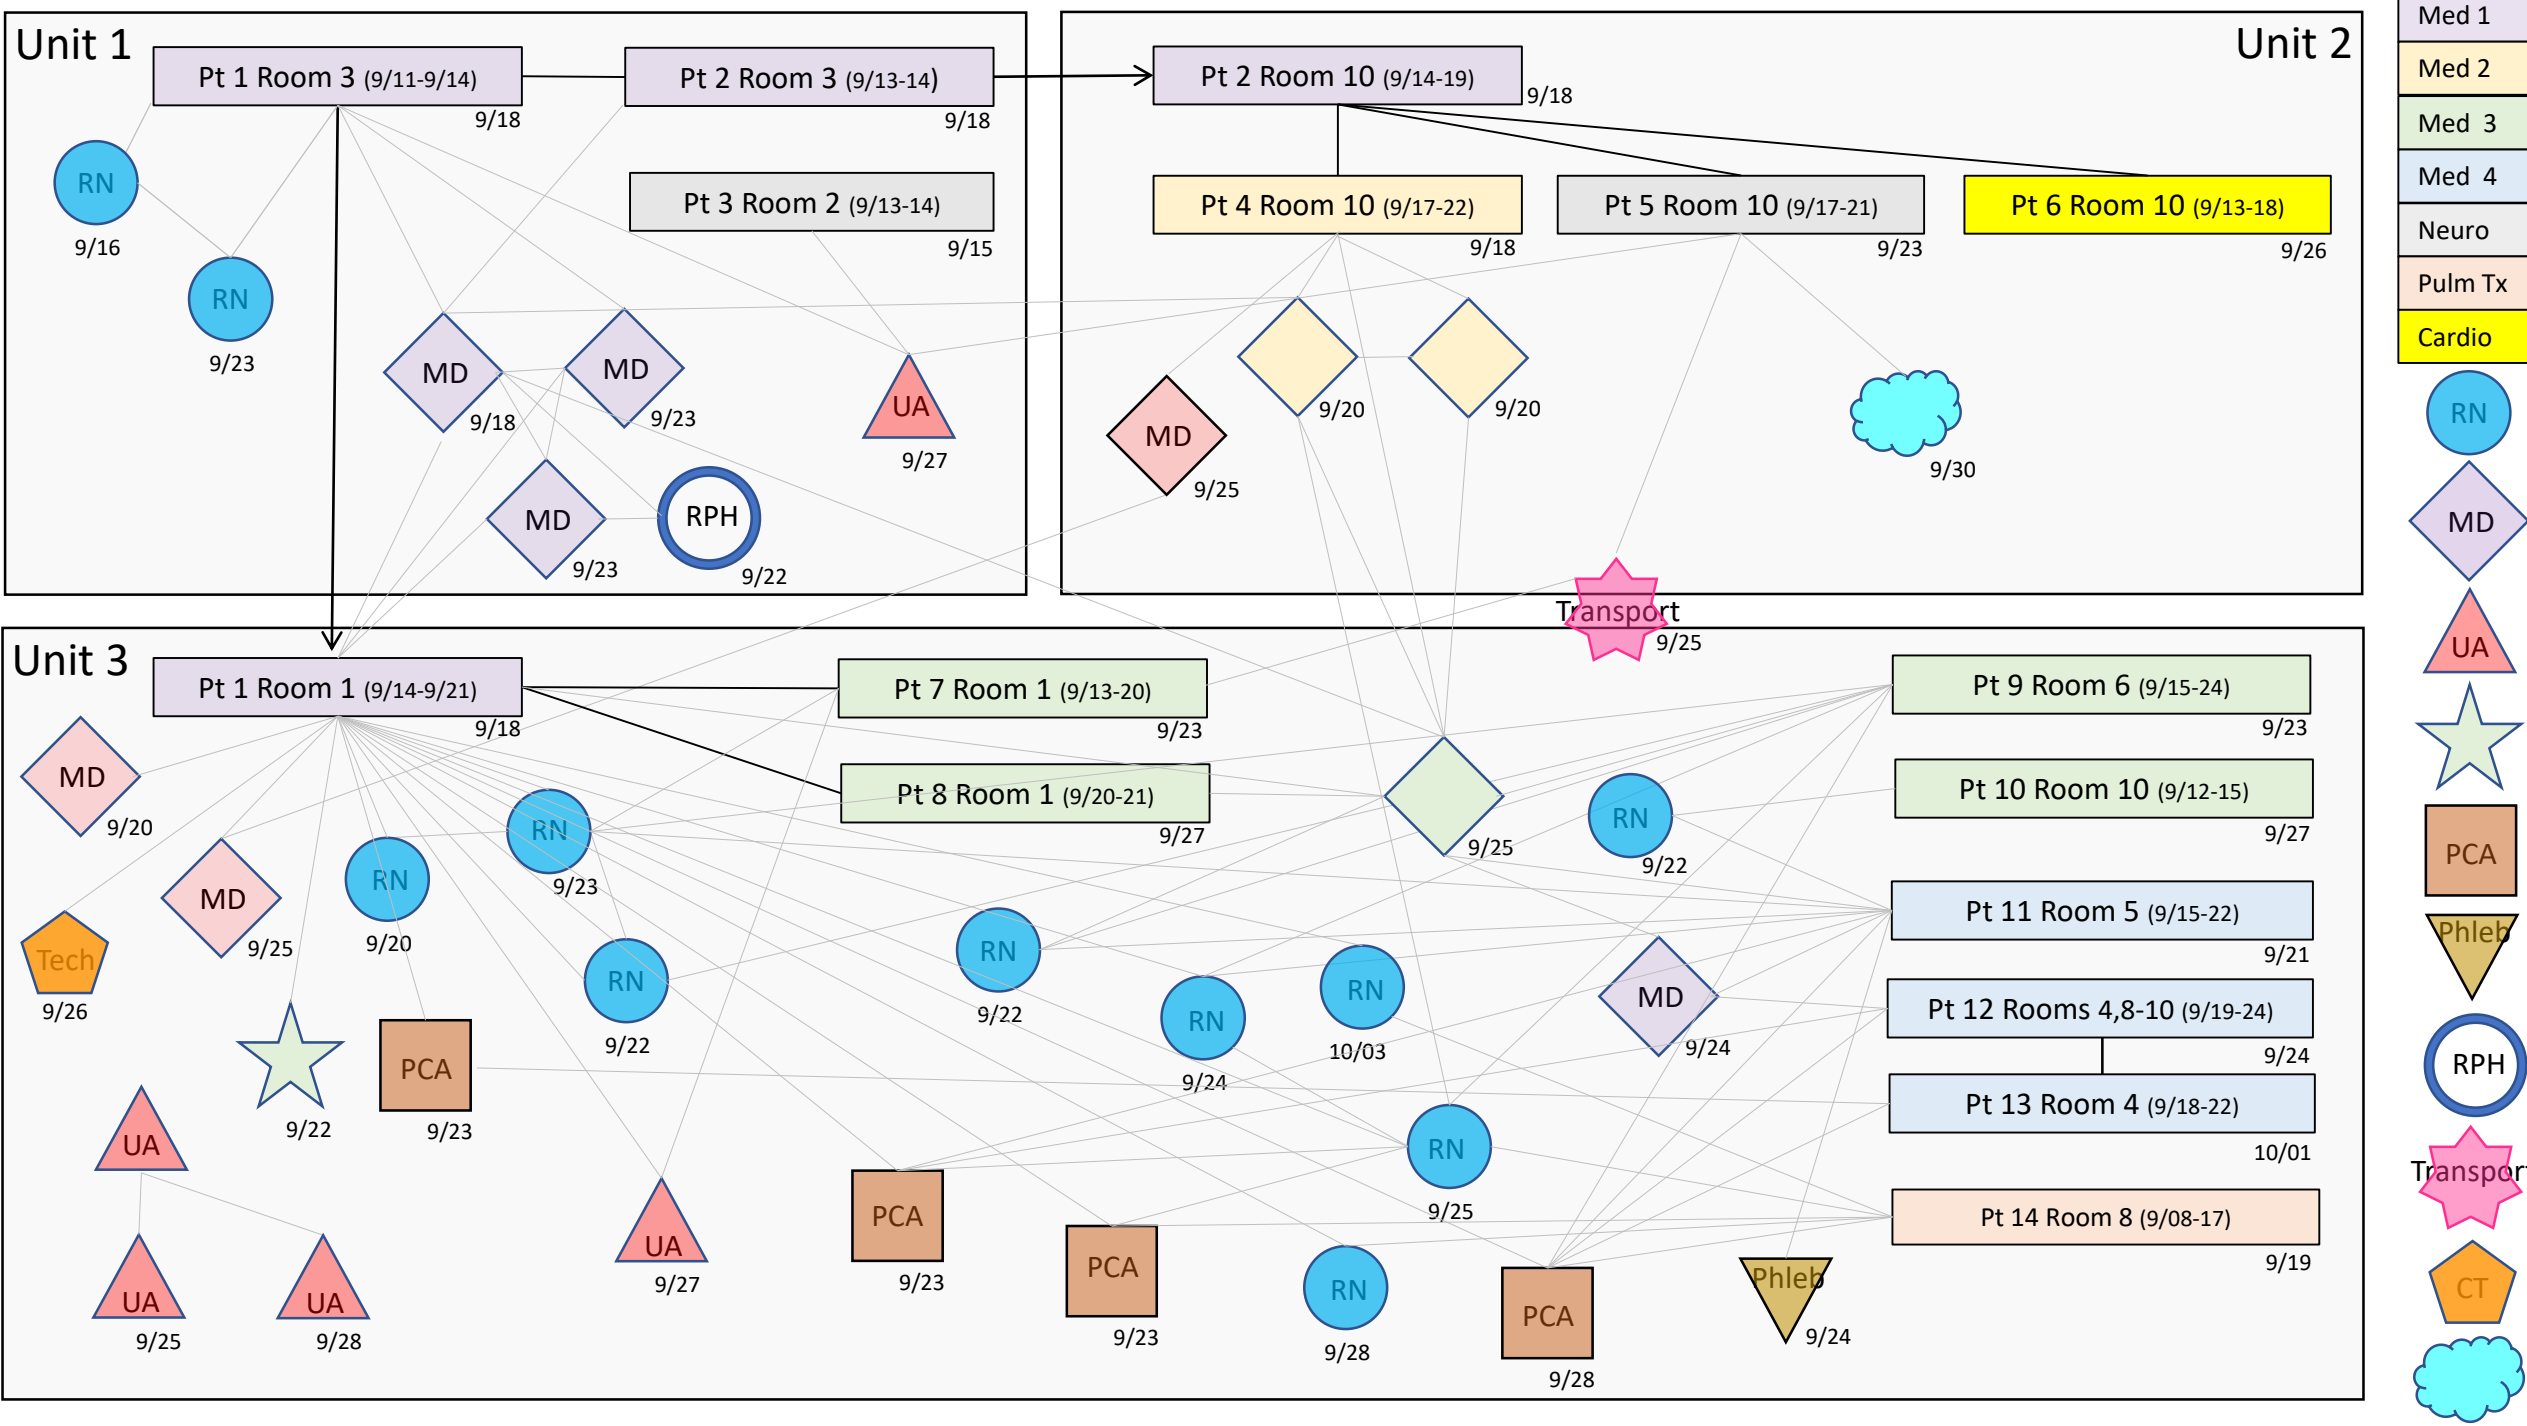 Unit 1
Pt 1 Room 3 (9/11-9/14)
9/18
Pt 2 Room 3 (9/13-14)
9/18
RN
9/16
Pt 3 Room 2 (9/13-14)
9/15
RN
9/23
MD
9/18
MD
9/23
UA
9/27
MD
9/23
RPH
9/22
Unit 2
Pt 2 Room 10 (9/14-19)
9/18
Pt 4 Room 10 (9/17-22)
9/18
Pt 5 Room 10 (9/17-21)
9/23
Pt 6 Room 10 (9/13-18)
9/26
9/20
9/20
MD
9/25
9/30
Transport
9/25
Unit 3
Pt 1 Room 1 (9/14-9/21)
9/18
Pt 7 Room 1 (9/13-20)
9/23
Pt 9 Room 6 (9/15-24)
9/23
MD
9/20
Pt 8 Room 1 (9/20-21)
9/27
9/25
RN
9/22
Pt 10 Room 10 (9/12-15)
9/27
RN
9/23
MD
9/25
RN
9/20
Pt 11 Room 5 (9/15-22)
9/21
Tech
9/26
RN
9/22
RN
9/22
RN
9/24
RN
10/03
MD
9/24
Pt 12 Rooms 4,8-10 (9/19-24)
9/24
9/22
PCA
9/23
Pt 13 Room 4 (9/18-22)
10/01
UA
RN
9/25
UA
9/25
UA
9/28
UA
9/27
PCA
9/23
PCA
9/23
RN
9/28
PCA
9/28
Phleb
9/24
Pt 14 Room 8 (9/08-17)
9/19
Med 1
Med 2
Med 3
Med 4
Neuro
Pulm Tx
Cardio
RN
MD
UA
PCA
Phleb
RPH
Transport
CT